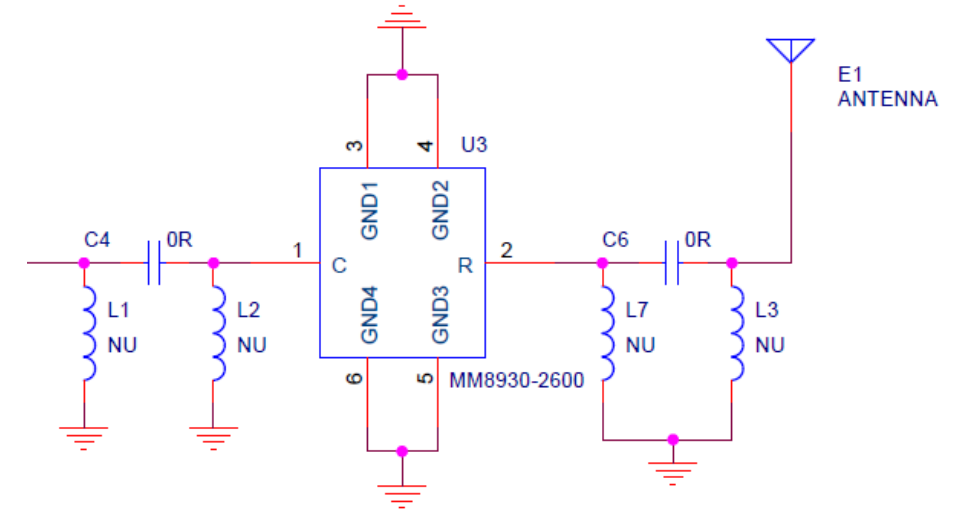 E1
ANTENNA
3
4
U3
GND1
GND2
C4
0R
1
C
R
2
C6
0R
GND4
GND3
L1
NU
L2
NU
L7
NU
L3
NU
6
5
MM8930-2600